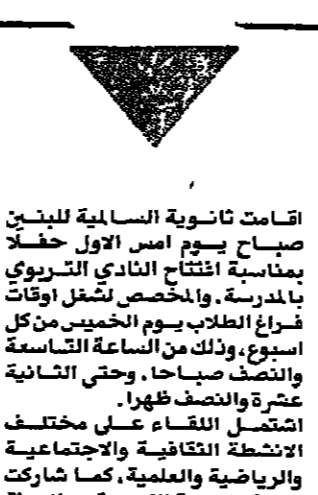 اقامت ثانوية السالمية للبنين
صباح يوم امس الاول حفلا
بمناسبة افتتاح النادي التربوي
بالمدرسة. والمخصص لشغل اوقات
فراغ الطلاب يوم الخميس من كل
اسبوع، وذلك من الساعة التاسعة
والنصف صباحا. وحتى الثانية
عشرة والنصف ظهرا.
اشتمل اللقاء على مختلف
الانشطة الثقافية والاجتماعية
والرياضية والعلمية، كما شاركت